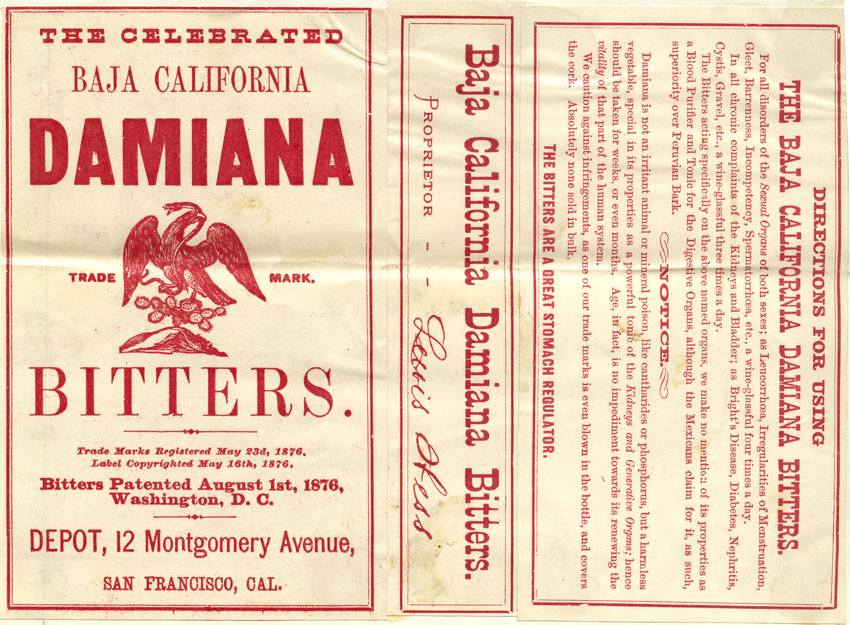 THE CELEBRATED
BAJA CALIFORNIA
DAMIANA
TRADE MARK.
BITTERS.
Trade Marks Registered May 23d, 1876.
Label Copyrighted May 16th, 1876.
Bitters Patented August 1st, 1876,
Washington, D. C.
DEPOT, 12 Montgomery Avenue,
SAN FRANCISCO, CAL.
Baja California Damiana Bitters.
PROPRIETOR - - Lewis Hess
DIRECTIONS FOR USING
THE BAJA CALIFORNIA DAMIANA BITTERS.
For all disorders of the Sexual Organs of both sexes; as Leucorrhœa, Irregularities of Menstruation,
Gleet, Barrenness, Incompetency, Spermatorrhœa, etc., a wine-glassful four times a day.
In all chronic complaints of the Kidneys and Bladder; as Bright's Disease, Diabetes, Nephritis,
Cystis, Gravel, etc., a wine-glassful three times a day.
The Bitters acting specifically on the above named organs, we make no mention of its properties as
a Blood Purifier and Tonic for the Digestive Organs, although the Mexicans claim for it, as such,
superiority over Peruvian Bark.
NOTICE.
Damiana is not an irritant animal or mineral poison, like cantharides or phosphorus, but a harmless
vegetable, special in its properties as a powerful tonic of the Kidneys and Generative Organs; hence
should be taken for weeks, or even months. Age, in fact, is no impediment towards its renewing the
vitality of that part of the human system.
We caution against infringements, as one of our trade marks is even blown in the bottle, and covers
the cork. Absolutely none sold in bulk.
THE BITTERS ARE A GREAT STOMACH REGULATOR.